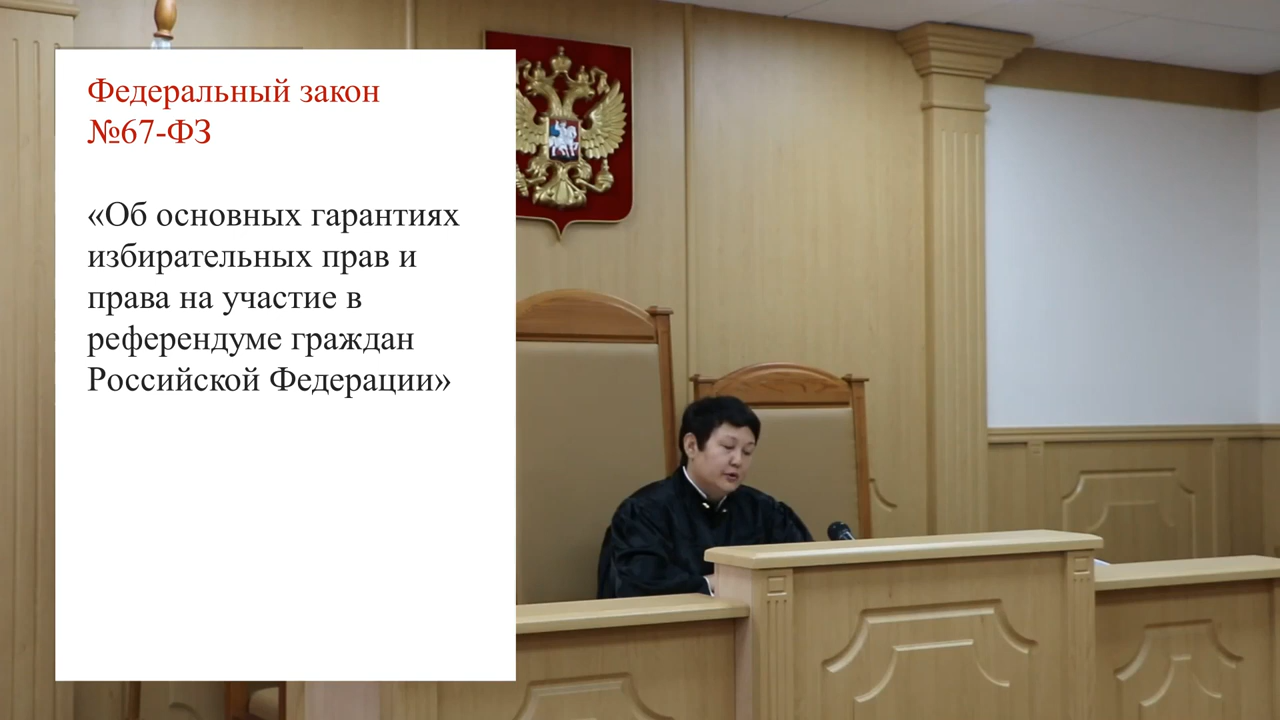 Федеральный закон
№67-ФЗ
«Об основных гарантиях
избирательных прав и
права на участие в
референдуме граждан
Российской Федерации»